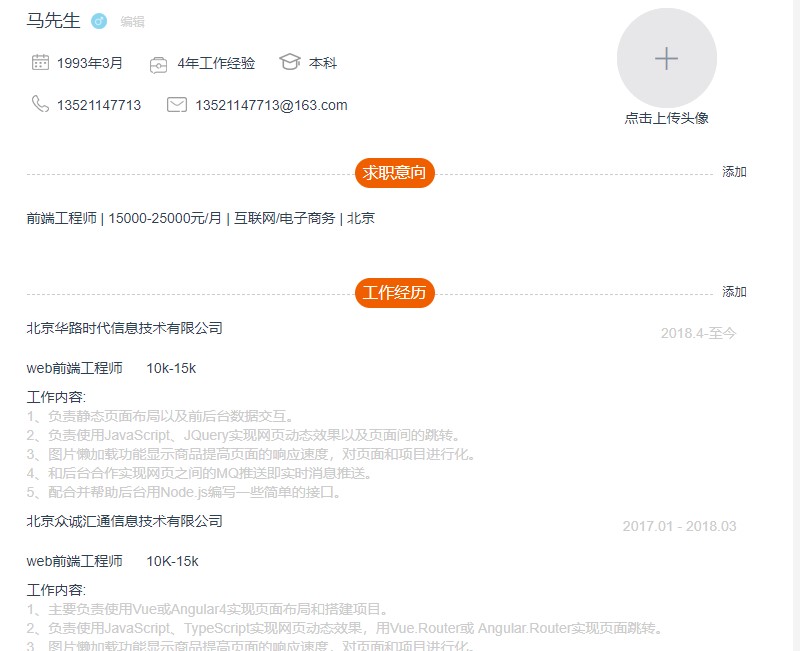 马先生 编辑
1993年3月 4年工作经验 本科
13521147713 13521147713@163.com
点击上传头像
求职意向 添加
前端工程师 | 15000-25000元/月 | 互联网/电子商务 | 北京
工作经历 添加
北京华路时代信息技术有限公司 2018.4-至今
web前端工程师 10k-15k
工作内容:
1、负责静态页面布局以及前后台数据交互。
2、负责使用JavaScript、JQuery实现网页动态效果以及页面间的跳转。
3、图片懒加载功能显示商品提高页面的响应速度，对页面和项目进行化。
4、和后台合作实现网页之间的MQ推送即实时消息推送。
5、配合并帮助后台用Node.js编写一些简单的接口。
北京众诚汇通信息技术有限公司 2017.01 - 2018.03
web前端工程师 10K-15k
工作内容:
1、主要负责使用Vue或Angular4实现页面布局和搭建项目。
2、负责使用JavaScript、TypeScript实现网页动态效果，用Vue.Router或 Angular.Router实现页面跳转。
3、图片懒加载功能显示商品提高页面的响应速度，对页面和项目进行化。